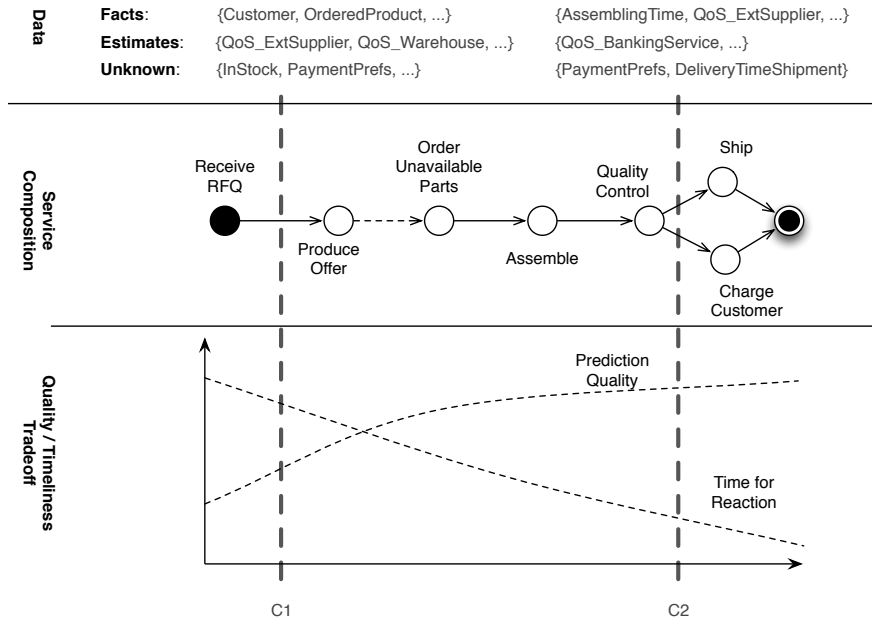 Data
Facts: {Customer, OrderedProduct, ...} {AssemblingTime, QoS_ExtSupplier, ...}
Estimates: {QoS_ExtSupplier, QoS_Warehouse, ...} {QoS_BankingService, ...}
Unknown: {InStock, PaymentPrefs, ...} {PaymentPrefs, DeliveryTimeShipment}
Service
Composition
Receive
RFQ
Produce
Offer
Order
Unavailable
Parts
Assemble
Quality
Control
Ship
Charge
Customer
Quality / Timeliness
Tradeoff
Prediction
Quality
Time for
Reaction
C1
C2